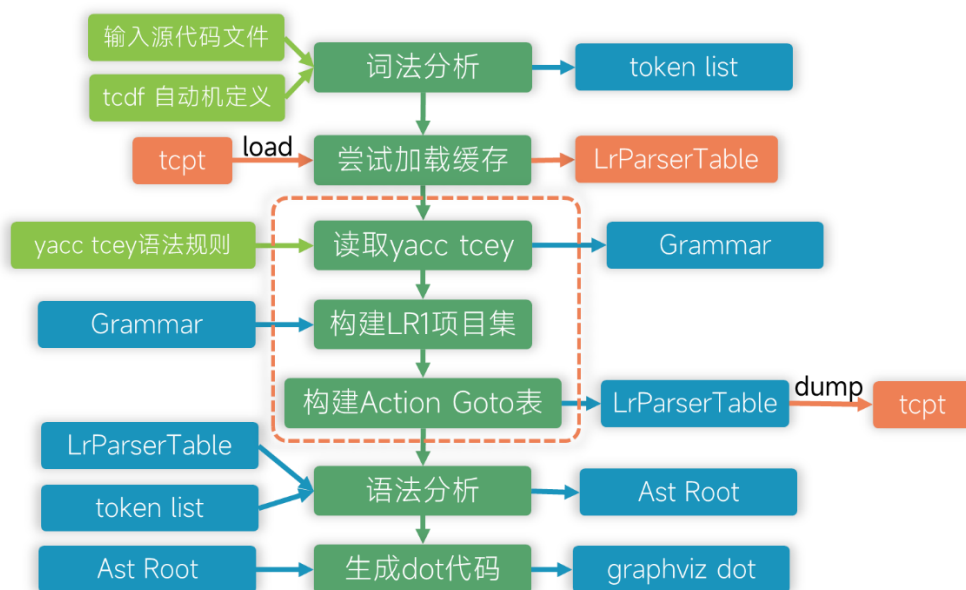 输入源代码文件
tcdf 自动机定义
词法分析
token list
tcpt
load
尝试加载缓存
LrParserTable
yacc tcey语法规则
读取yacc tcey
Grammar
Grammar
构建LR1项目集
构建Action Goto表
LrParserTable
dump
tcpt
LrParserTable
token list
语法分析
Ast Root
Ast Root
生成dot代码
graphviz dot